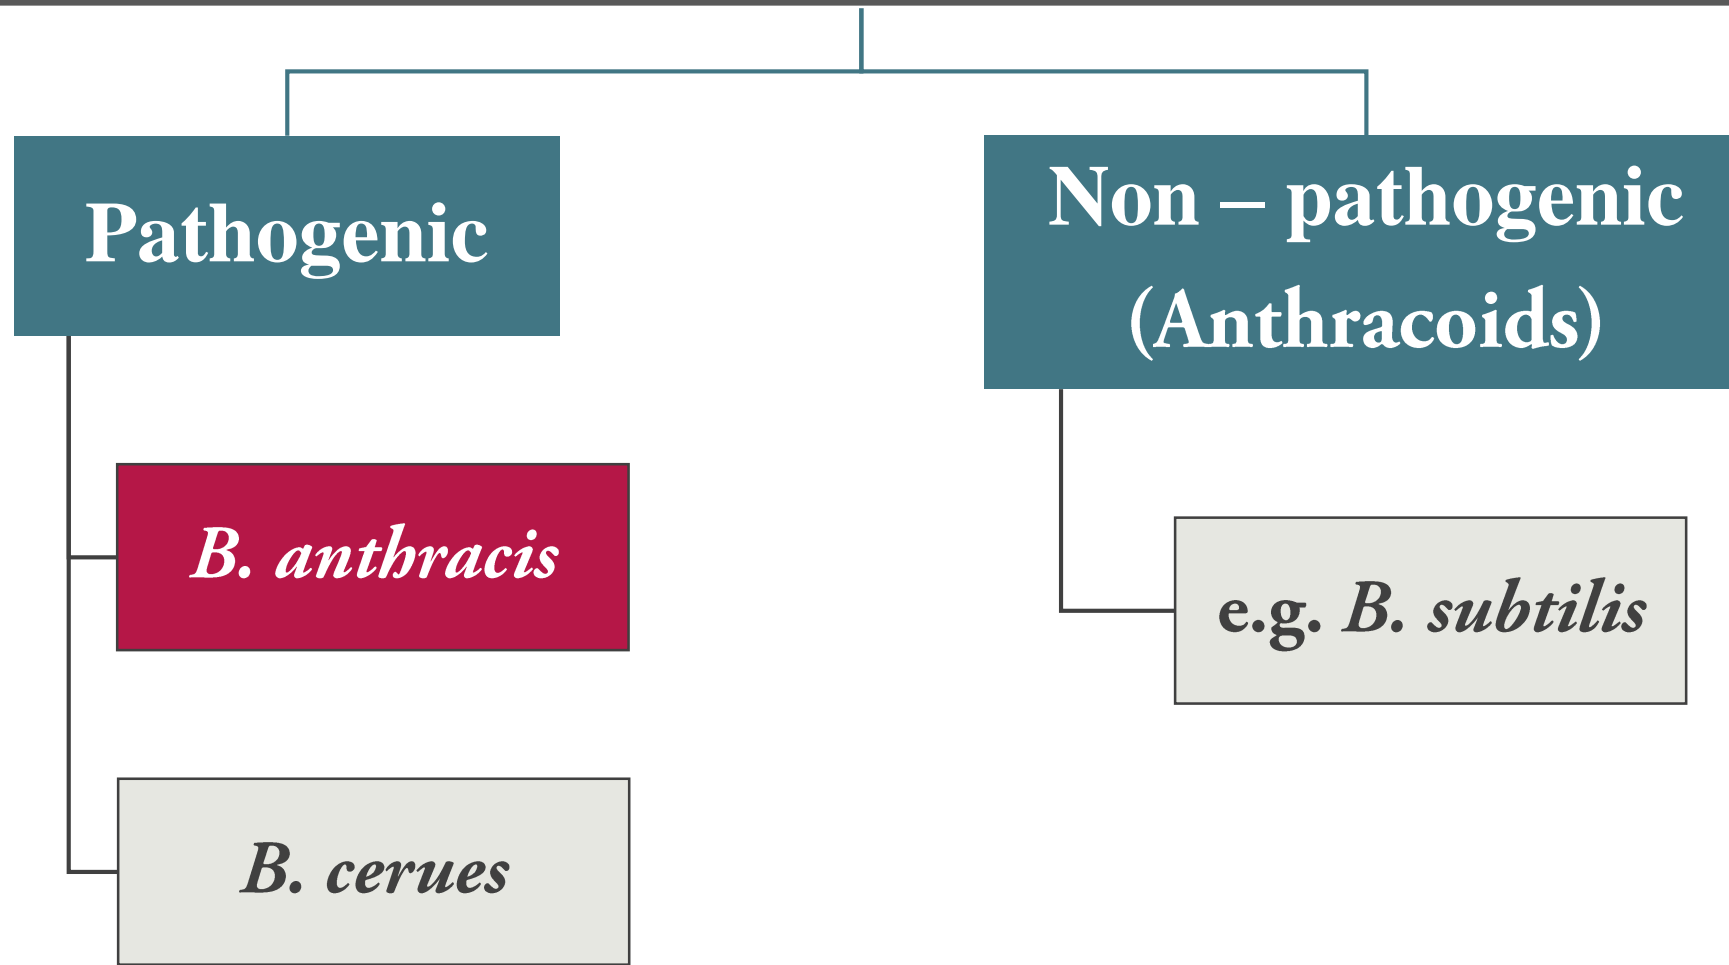 Pathogenic
Non – pathogenic
(Anthracoids)
B. anthracis
e.g. B. subtilis
B. cerues